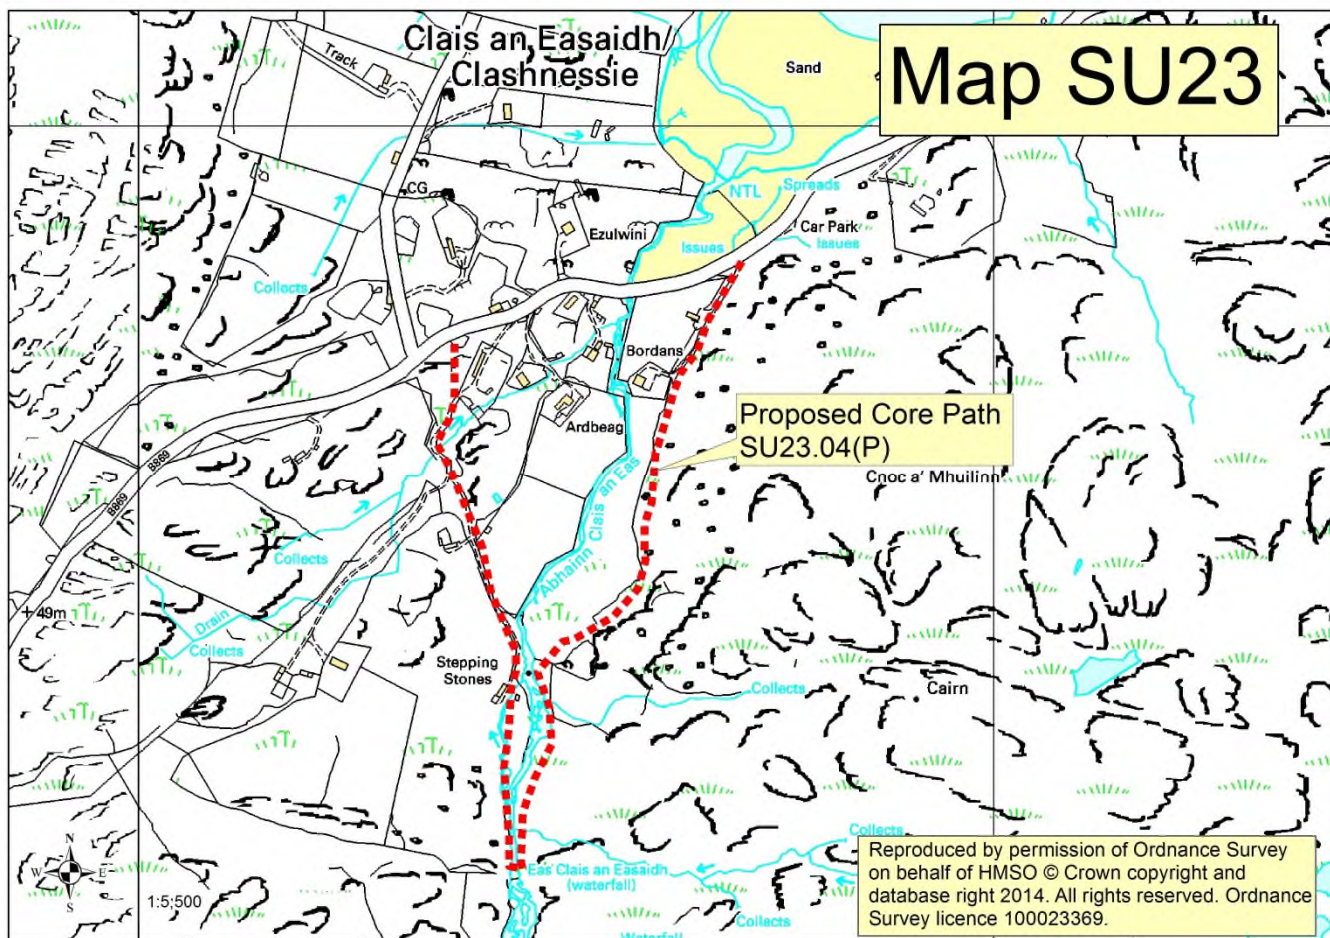 Clais an Easaidh/
Clashnessie
Map SU23
Track
Sand
CG
NTL
Spreads
Ezulwini
Car Park
Issues
Issues
Collects
Bordans
Proposed Core Path
SU23.04(P)
Ardbeag
B869
Cnoc a' Mhuilinn
B869
Abhainn Clais an Eas
Collects
49m
Drain
Collects
Stepping
Stones
Collects
Cairn
Collects
Eas Clais an Easaidh
(waterfall)
Reproduced by permission of Ordnance Survey
on behalf of HMSO © Crown copyright and
database right 2014. All rights reserved. Ordnance
Survey licence 100023369.
N
W E
S
1:5,500
Collects
Waterfall